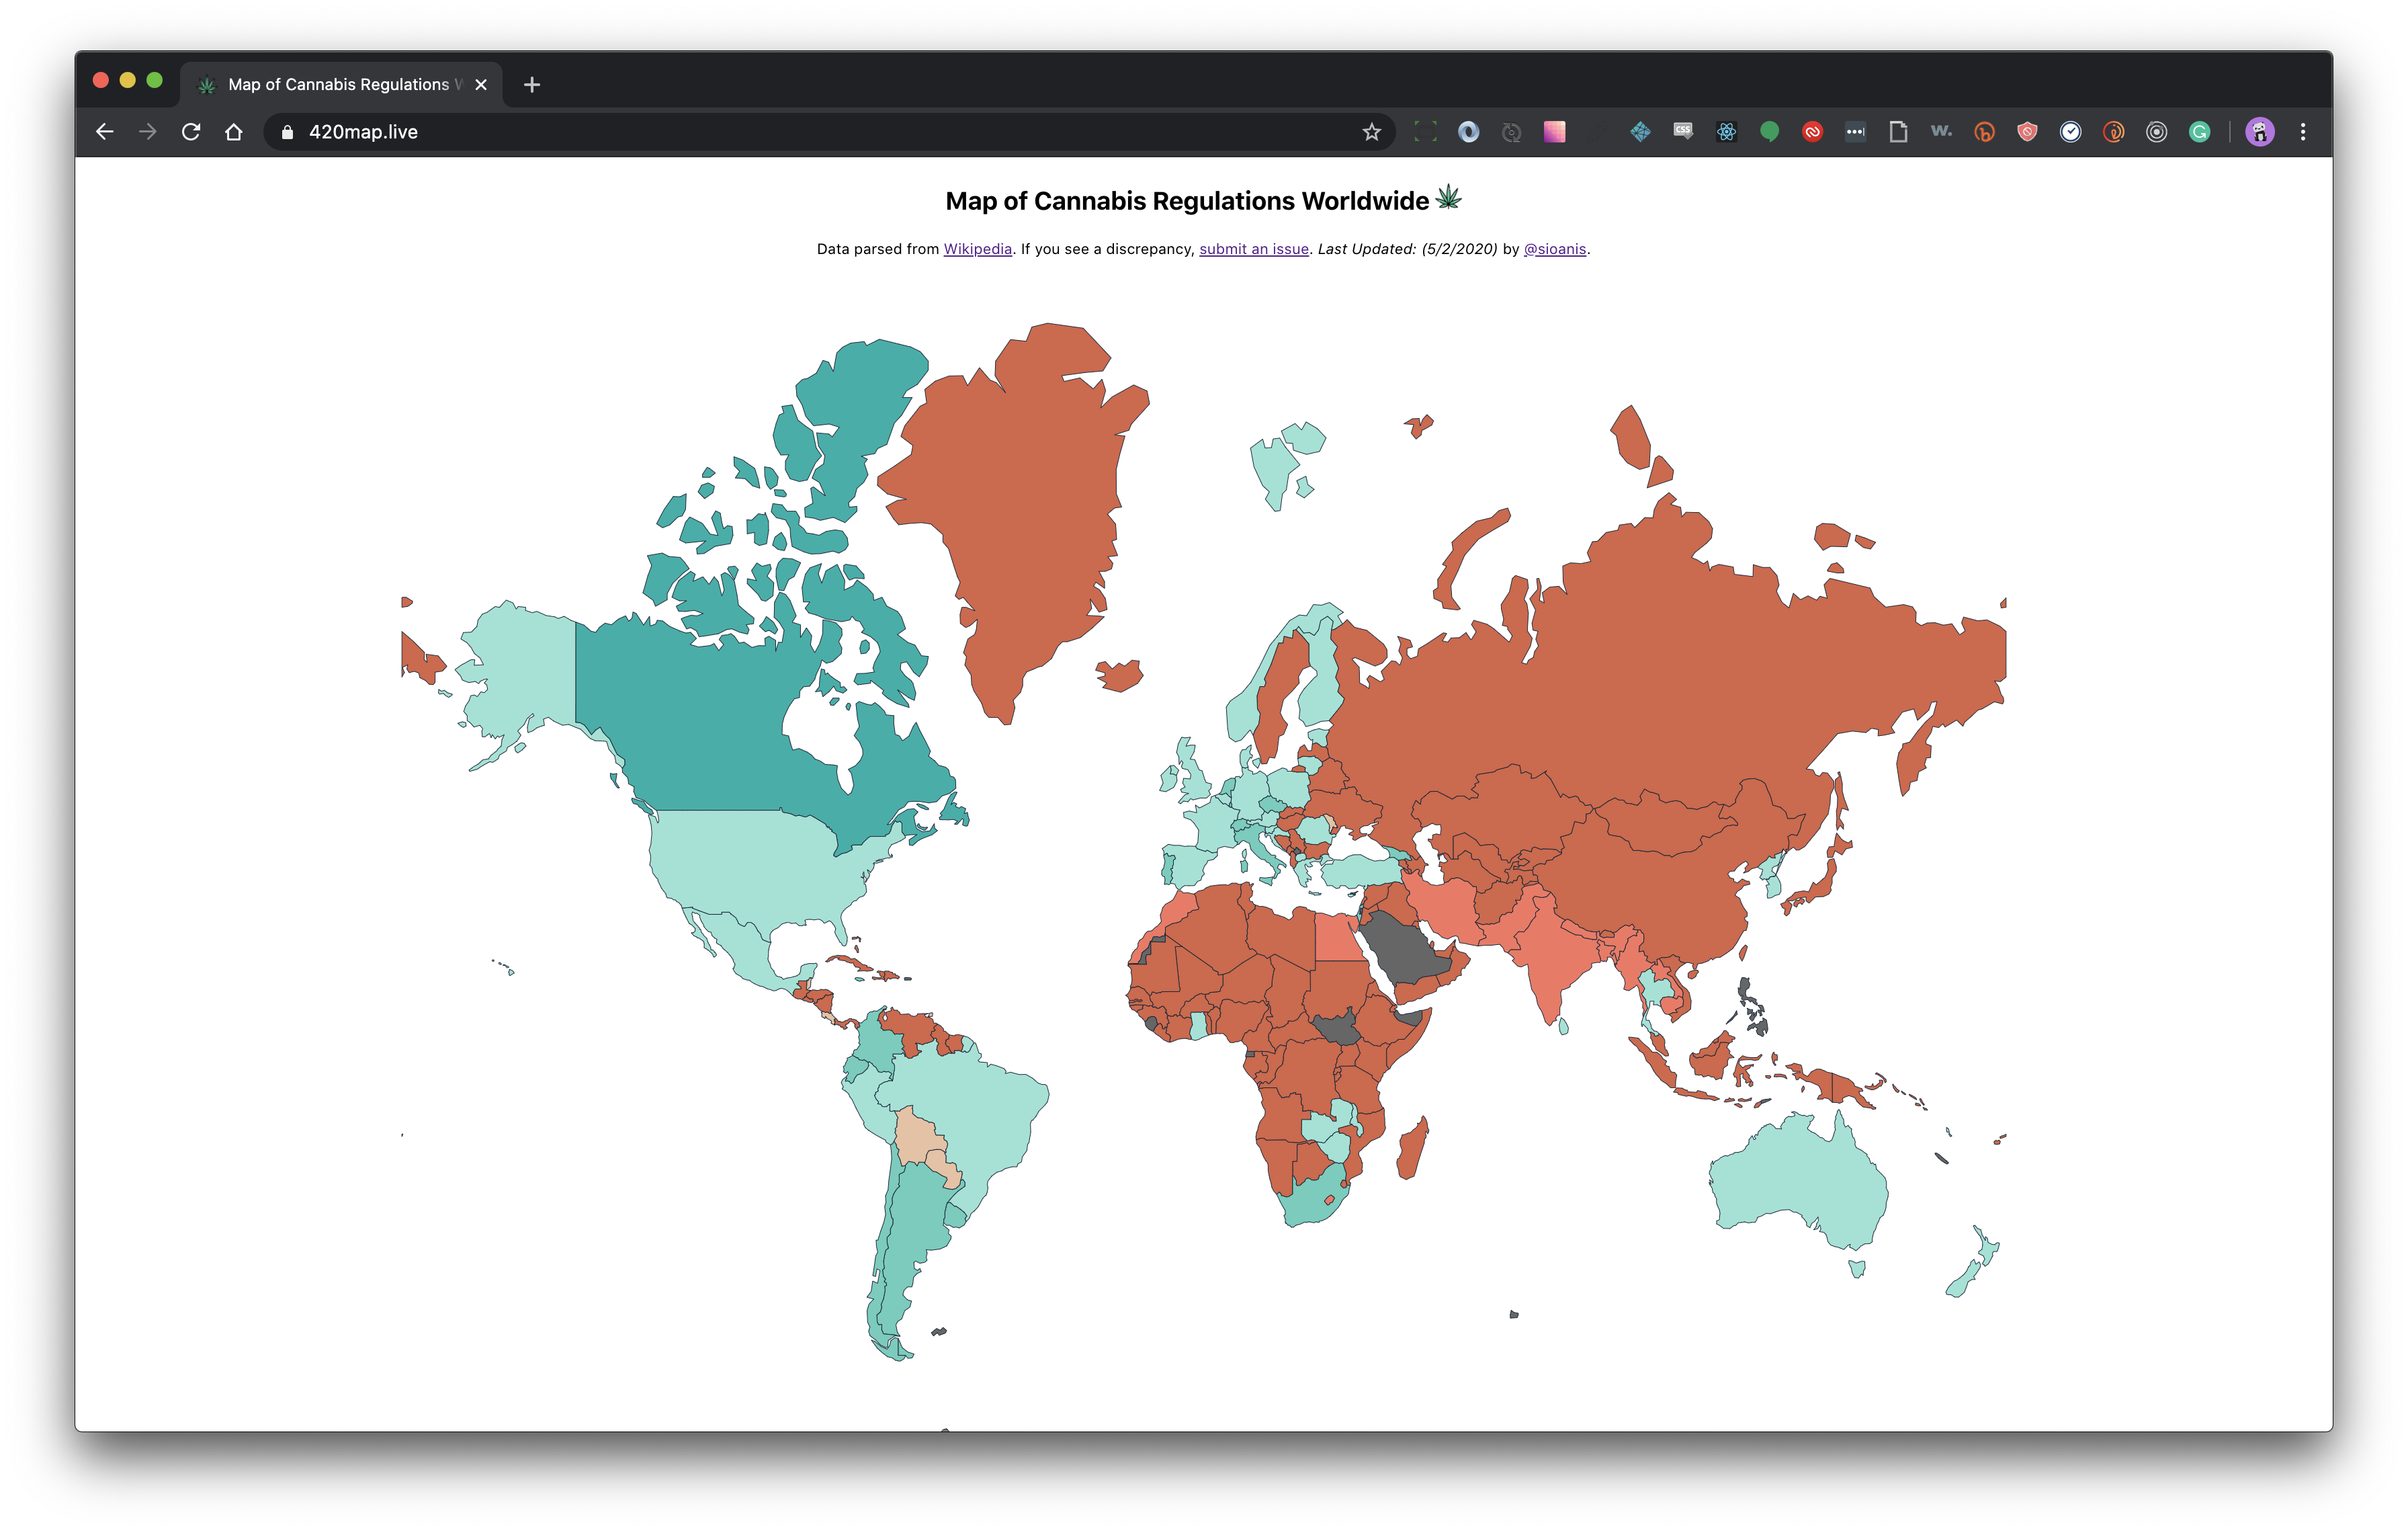 Map of Cannabis Regulations W
420map.live
CSS
W.
Map of Cannabis Regulations Worldwide
Data parsed from Wikipedia. If you see a discrepancy, submit an issue. Last Updated: (5/2/2020) by @sioanis.